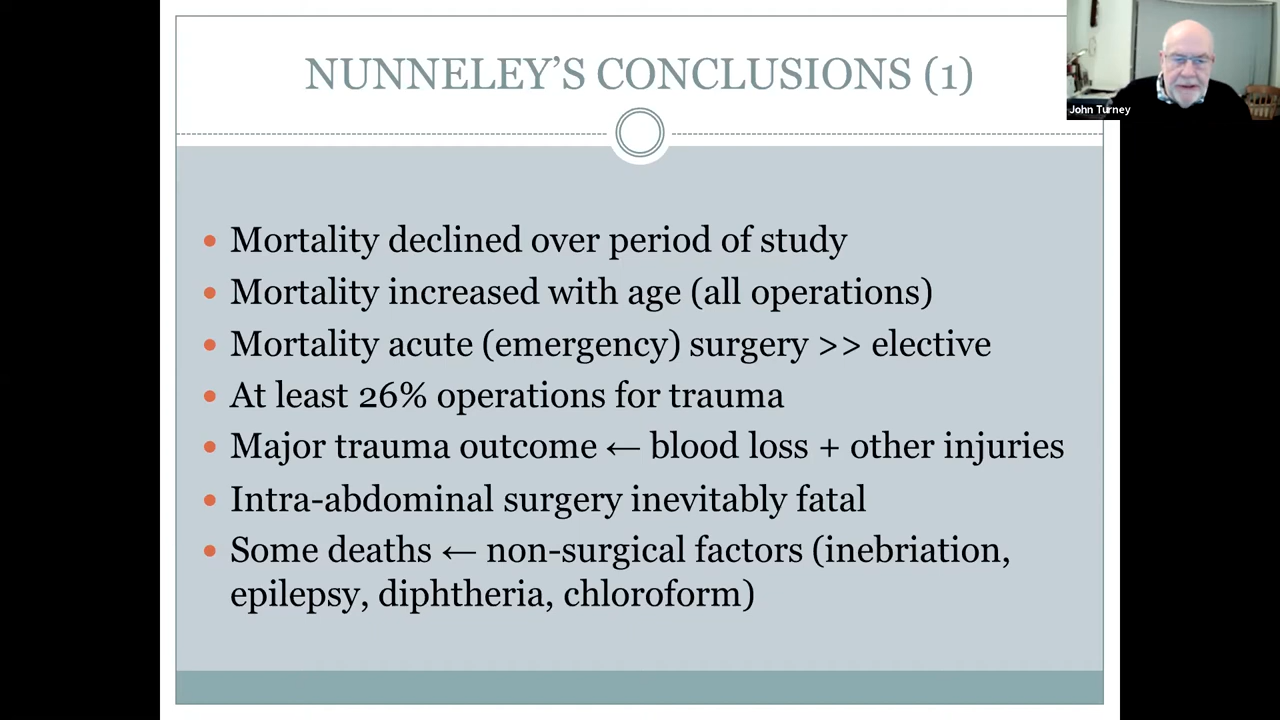 NUNNELEY’S CONCLUSIONS (1)
John Turney
• Mortality declined over period of study
• Mortality increased with age (all operations)
• Mortality acute (emergency) surgery >> elective
• At least 26% operations for trauma
• Major trauma outcome ← blood loss + other injuries
• Intra-abdominal surgery inevitably fatal
• Some deaths ← non-surgical factors (inebriation,
epilepsy, diphtheria, chloroform)